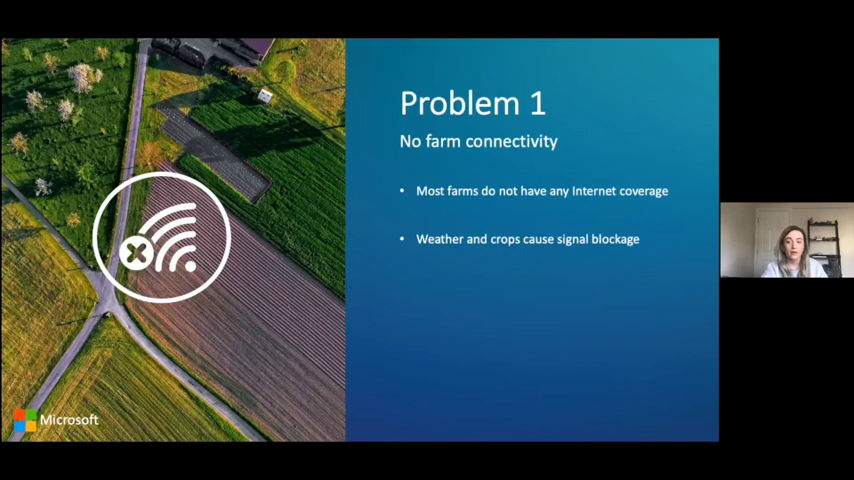 Problem 1
No farm connectivity
• Most farms do not have any Internet coverage
• Weather and crops cause signal blockage
Microsoft